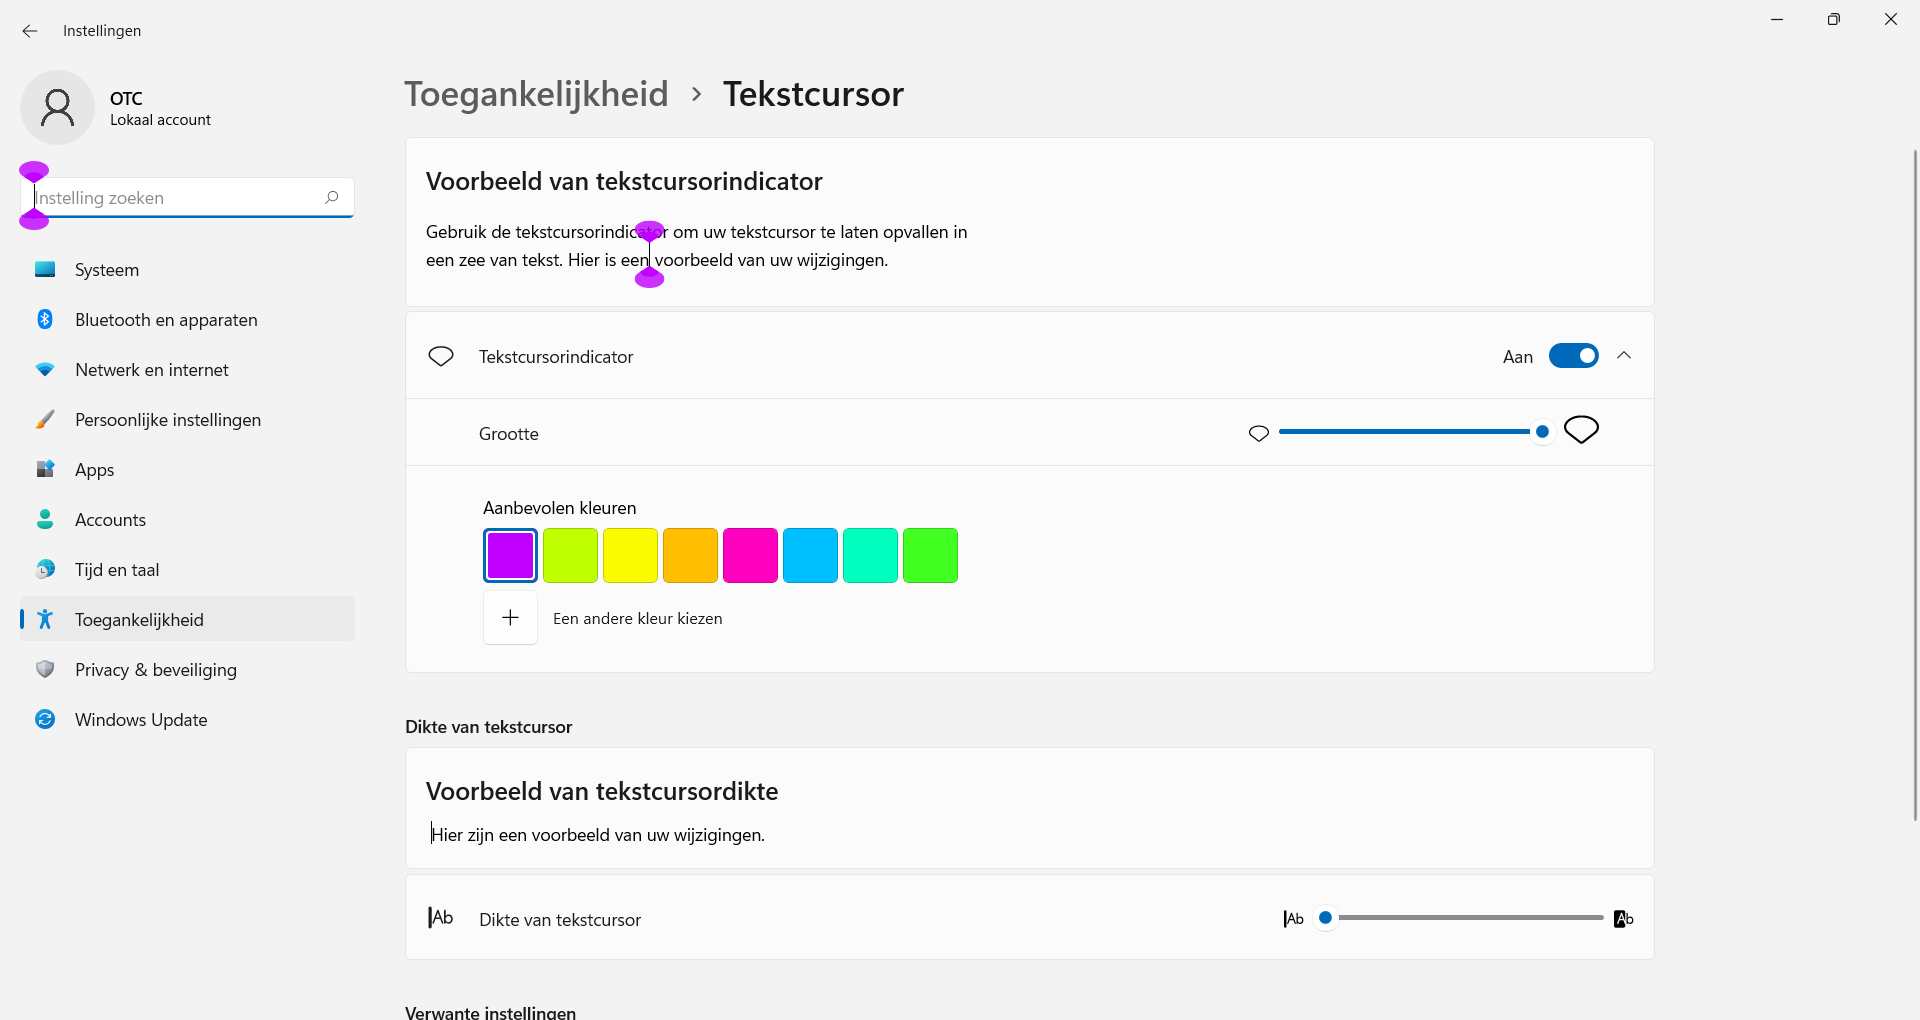 Instellingen
OTC
Lokaal account
Instelling zoeken
Systeem
Bluetooth en apparaten
Netwerk en internet
Persoonlijke instellingen
Apps
Accounts
Tijd en taal
Toegankelijkheid
Privacy & beveiliging
Windows Update
Toegankelijkheid > Tekstcursor
Voorbeeld van tekstcursorindicator
Gebruik de tekstcursorindicator om uw tekstcursor te laten opvallen in
een zee van tekst. Hier is een voorbeeld van uw wijzigingen.
Tekstcursorindicator
Aan
Grootte
Aanbevolen kleuren
Een andere kleur kiezen
Dikte van tekstcursor
Voorbeeld van tekstcursordikte
Hier zijn een voorbeeld van uw wijzigingen.
Ab Dikte van tekstcursor Ab Ab
Verwante instellingen